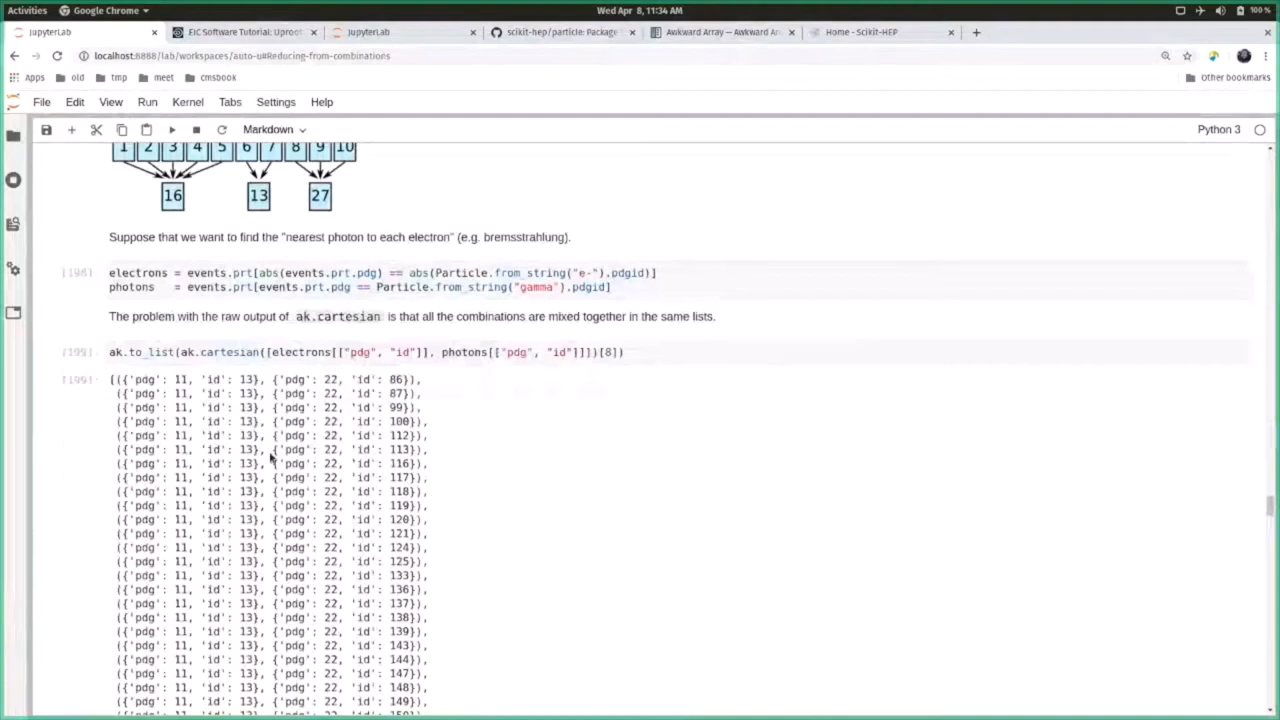 Activities Google Chrome Wed Apr 8, 11:34 AM 100 %
JupyterLab EIC Software Tutorial: Uproot JupyterLab scikit-hep/particle: Package Awkward Array — Awkward Ar Home - Scikit-HEP
localhost:8888/lab/workspaces/auto-u#Reducing-from-combinations
Apps old tmp meet cmsbook Other bookmarks
File Edit View Run Kernel Tabs Settings Help
Markdown Python 3
1 2 3 4 5 6 7 8 9 10
16 13 27
Suppose that we want to find the "nearest photon to each electron" (e.g. bremsstrahlung).
[198] electrons = events.prt[abs(events.prt.pdg) == abs(Particle.from_string("e-").pdgid)]
photons = events.prt[events.prt.pdg == Particle.from_string("gamma").pdgid]
The problem with the raw output of ak.cartesian is that all the combinations are mixed together in the same lists.
[199]: ak.to_list(ak.cartesian([electrons[["pdg", "id"]], photons[["pdg", "id"]]])[8])
[199]: [({'pdg': 11, 'id': 13}, {'pdg': 22, 'id': 86}),
({'pdg': 11, 'id': 13}, {'pdg': 22, 'id': 87}),
({'pdg': 11, 'id': 13}, {'pdg': 22, 'id': 99}),
({'pdg': 11, 'id': 13}, {'pdg': 22, 'id': 100}),
({'pdg': 11, 'id': 13}, {'pdg': 22, 'id': 112}),
({'pdg': 11, 'id': 13}, {'pdg': 22, 'id': 113}),
({'pdg': 11, 'id': 13}, {'pdg': 22, 'id': 116}),
({'pdg': 11, 'id': 13}, {'pdg': 22, 'id': 117}),
({'pdg': 11, 'id': 13}, {'pdg': 22, 'id': 118}),
({'pdg': 11, 'id': 13}, {'pdg': 22, 'id': 119}),
({'pdg': 11, 'id': 13}, {'pdg': 22, 'id': 120}),
({'pdg': 11, 'id': 13}, {'pdg': 22, 'id': 121}),
({'pdg': 11, 'id': 13}, {'pdg': 22, 'id': 124}),
({'pdg': 11, 'id': 13}, {'pdg': 22, 'id': 125}),
({'pdg': 11, 'id': 13}, {'pdg': 22, 'id': 133}),
({'pdg': 11, 'id': 13}, {'pdg': 22, 'id': 136}),
({'pdg': 11, 'id': 13}, {'pdg': 22, 'id': 137}),
({'pdg': 11, 'id': 13}, {'pdg': 22, 'id': 138}),
({'pdg': 11, 'id': 13}, {'pdg': 22, 'id': 139}),
({'pdg': 11, 'id': 13}, {'pdg': 22, 'id': 143}),
({'pdg': 11, 'id': 13}, {'pdg': 22, 'id': 144}),
({'pdg': 11, 'id': 13}, {'pdg': 22, 'id': 147}),
({'pdg': 11, 'id': 13}, {'pdg': 22, 'id': 148}),
({'pdg': 11, 'id': 13}, {'pdg': 22, 'id': 149}),